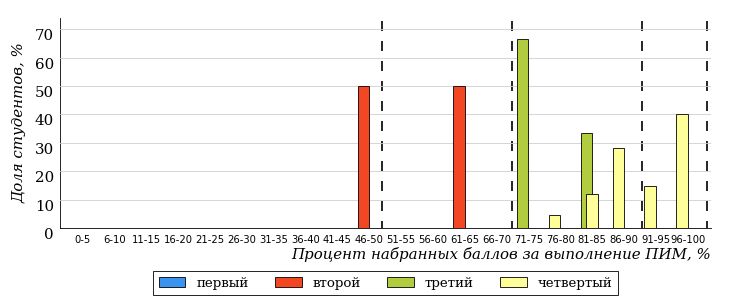 Доля студентов, %
70
60
50
40
30
20
10
0
0-5 6-10 11-15 16-20 21-25 26-30 31-35 36-40 41-45 46-50 51-55 56-60 61-65 66-70 71-75 76-80 81-85 86-90 91-95 96-100
Процент набранных баллов за выполнение ПИМ, %
первый второй третий четвертый